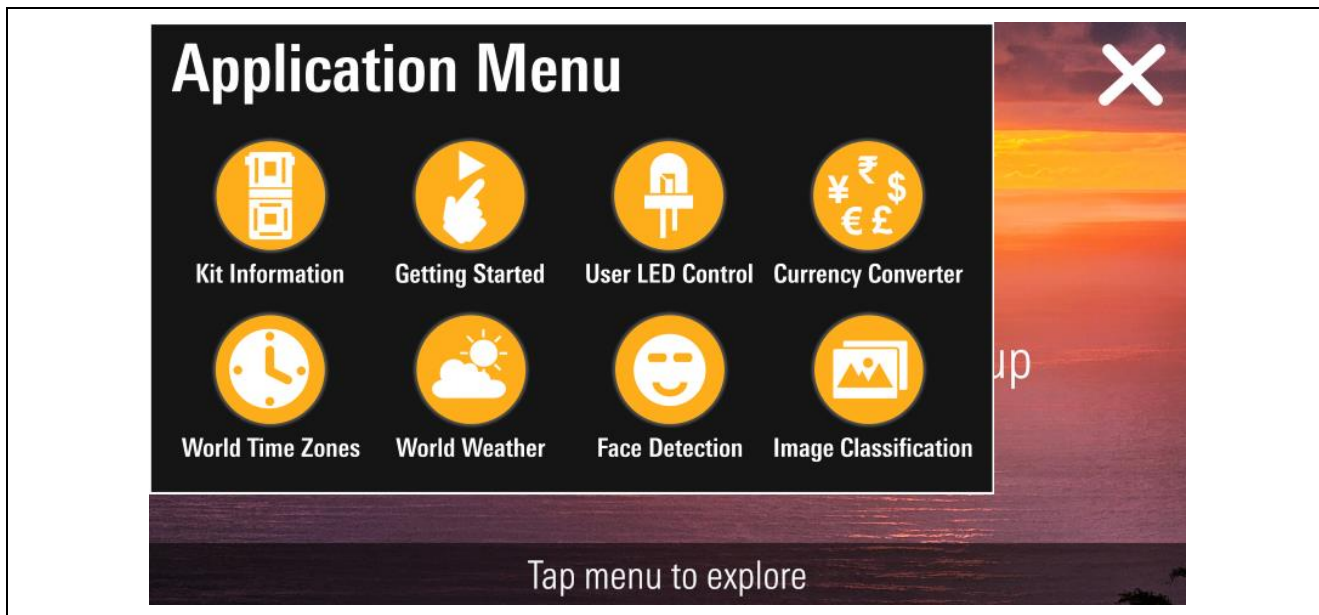 Application Menu
¥ ₹ $ € £
Kit Information Getting Started User LED Control Currency Converter
World Time Zones World Weather Face Detection Image Classification
up
Tap menu to explore